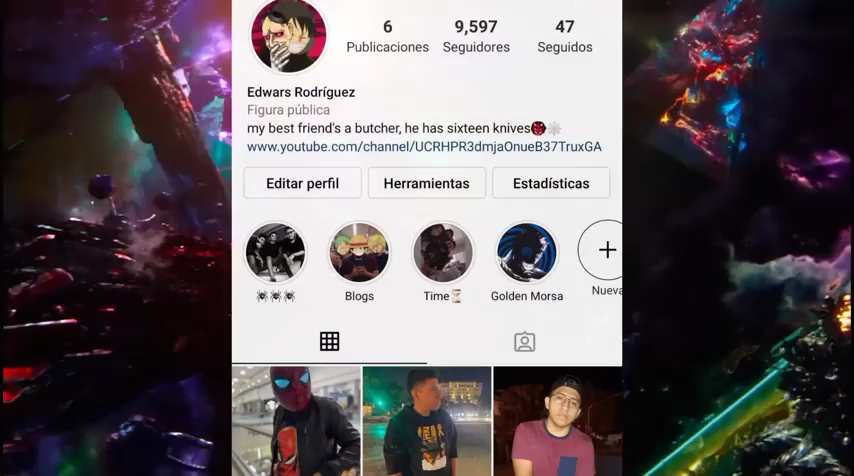 6 9,597 47
Publicaciones Seguidores Seguidos
Edwars Rodríguez
Figura pública
my best friend's a butcher, he has sixteen knives👹🕸️
www.youtube.com/channel/UCRHPR3dmjaOnueB37TruxGA
Editar perfil Herramientas Estadísticas
🕷️🕷️🕷️ Blogs Time⏳ Golden Morsa Nueva